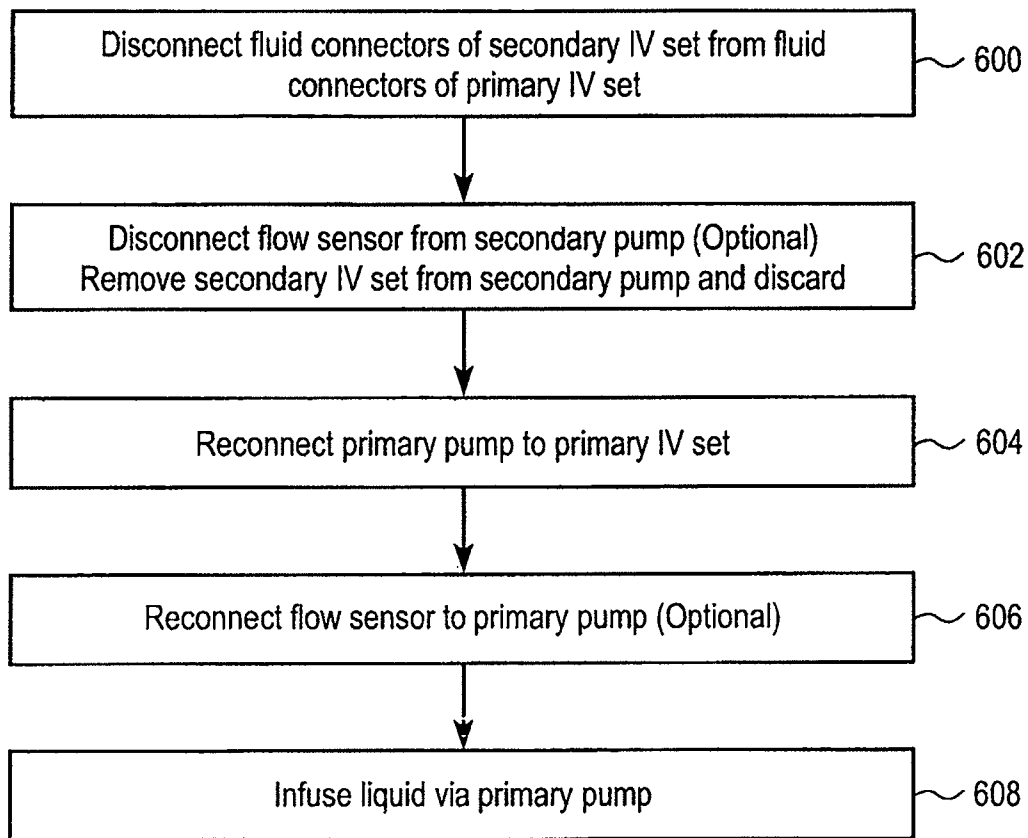 Disconnect fluid connectors of secondary IV set from fluid
connectors of primary IV set
600
Disconnect flow sensor from secondary pump (Optional)
Remove secondary IV set from secondary pump and discard
602
Reconnect primary pump to primary IV set
604
Reconnect flow sensor to primary pump (Optional)
606
Infuse liquid via primary pump
608